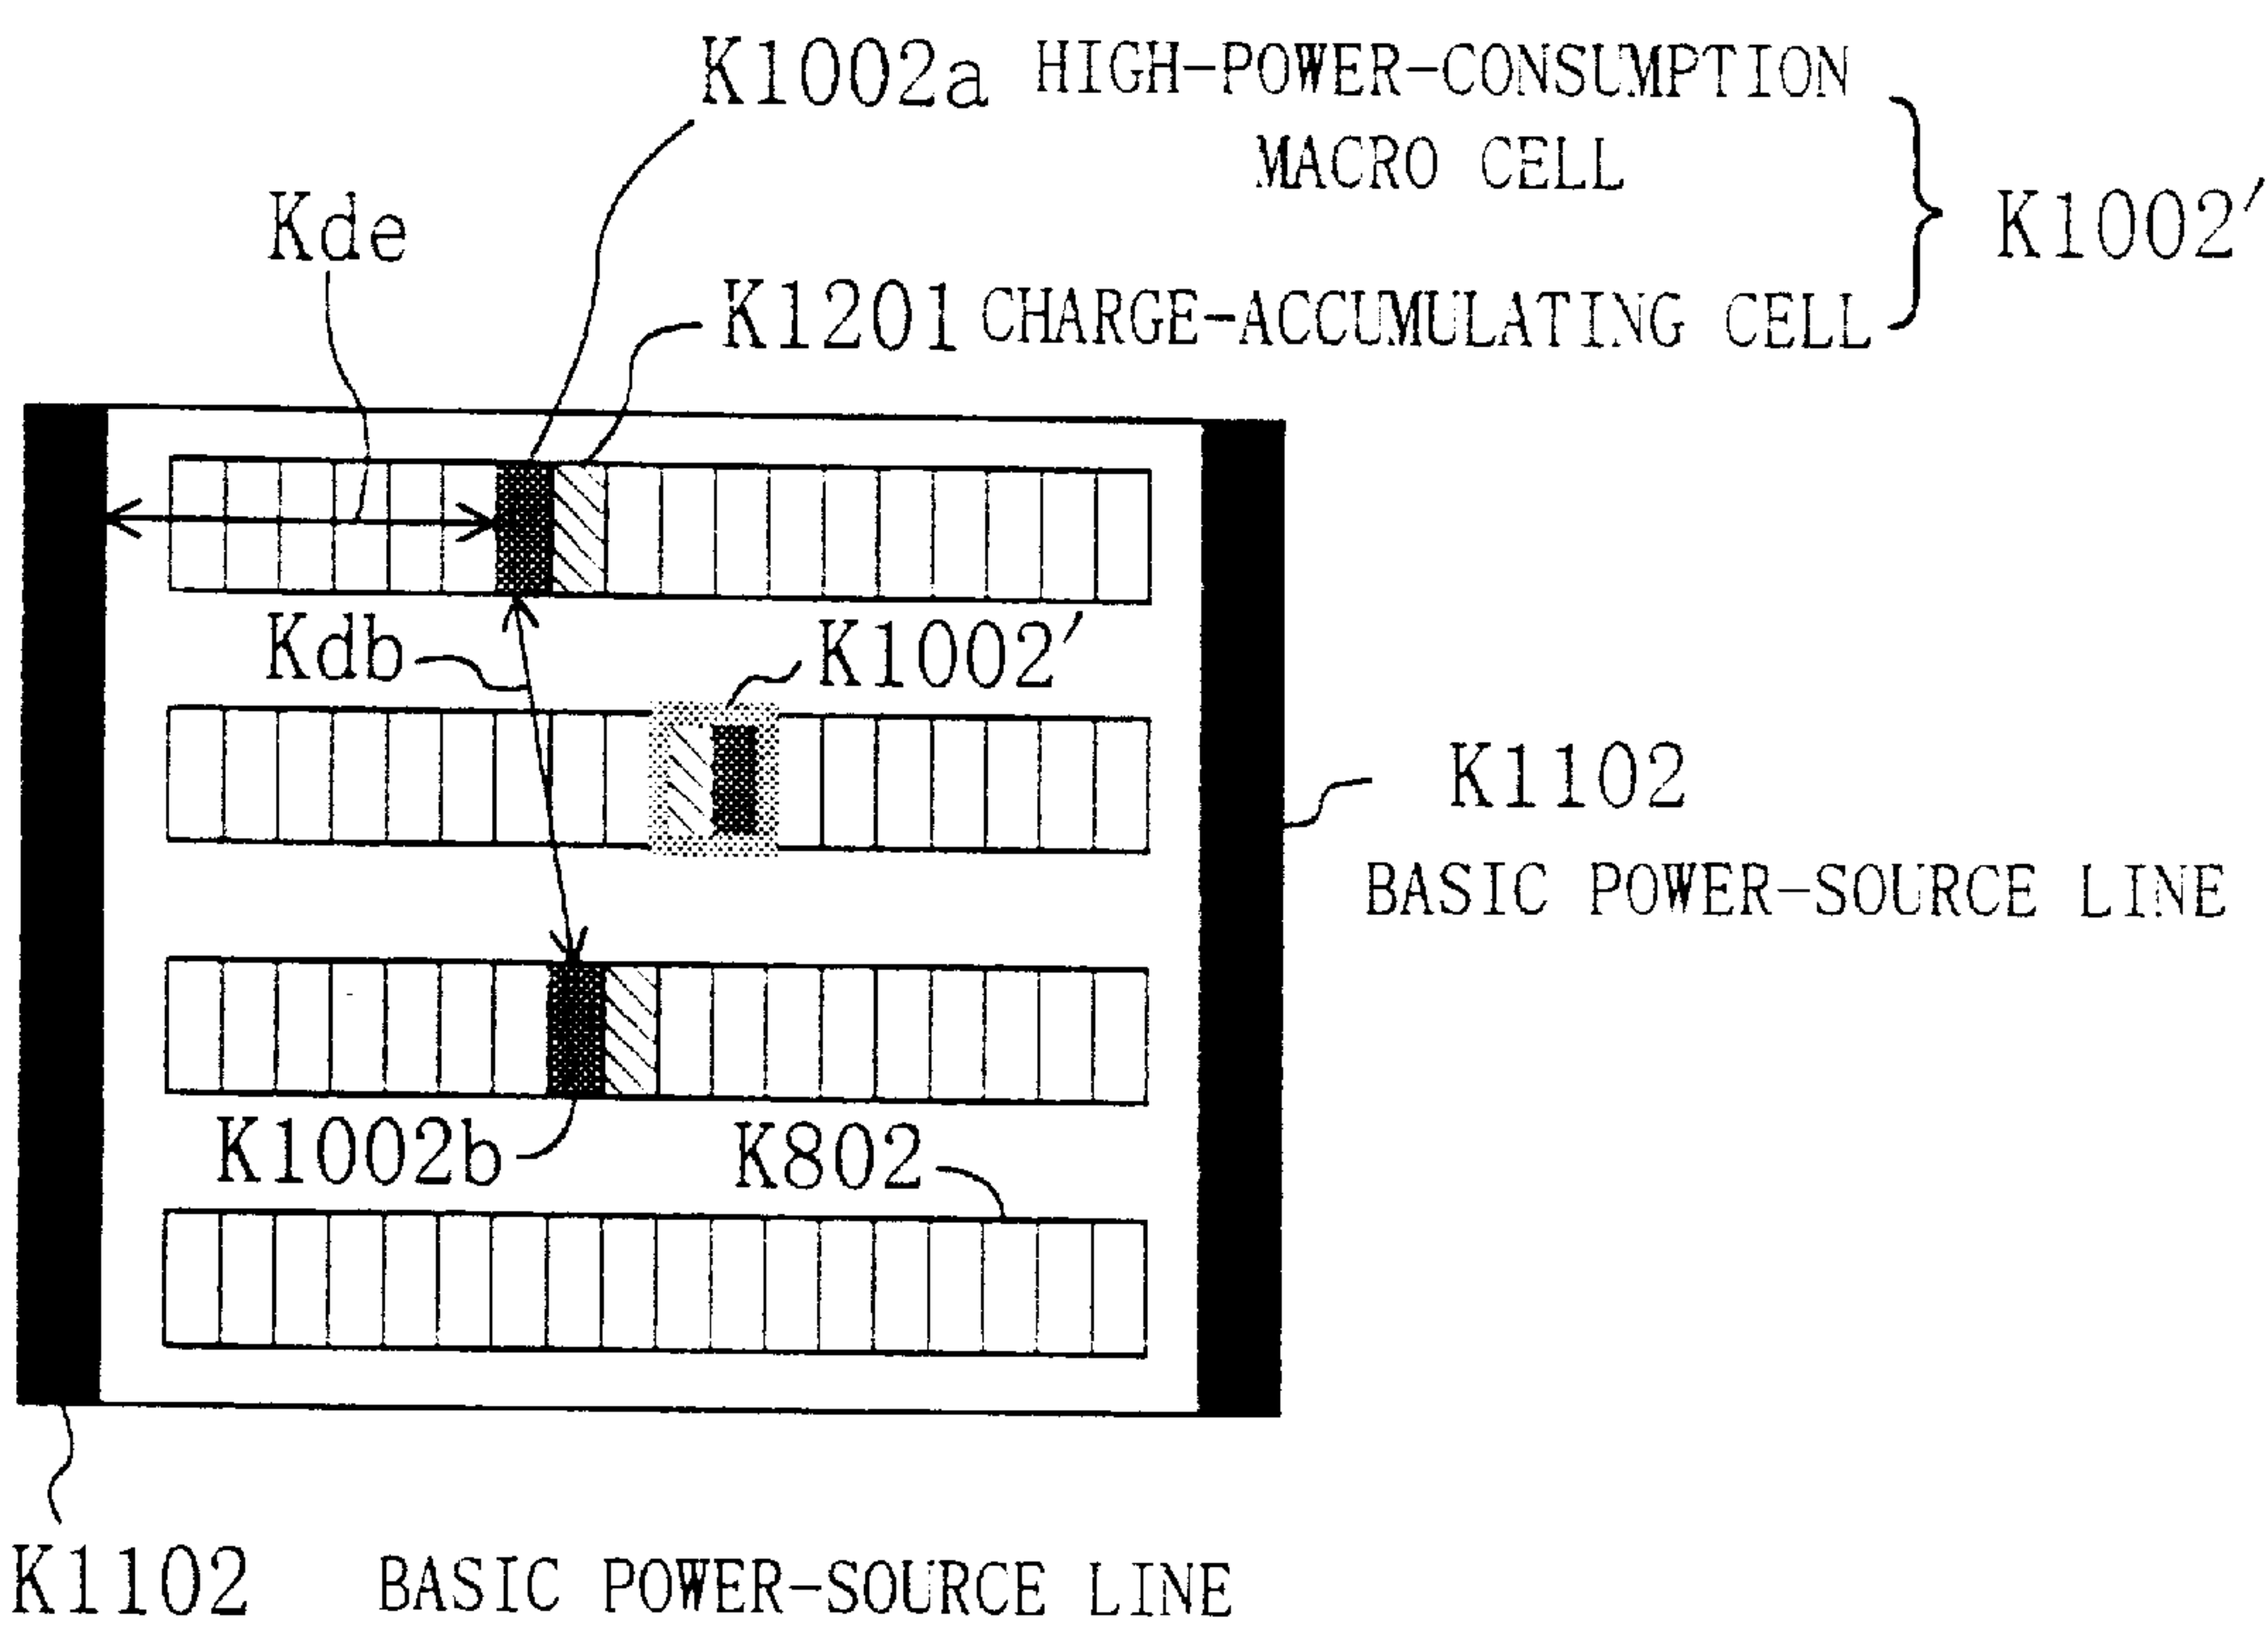 K1002a HIGH-POWER-CONSUMPTION
MACRO CELL
Kde
K1002'
K1201 CHARGE-ACCUMULATING CELL
Kdb
K1002'
K1102
BASIC POWER-SOURCE LINE
K1002b
K802
K1102 BASIC POWER-SOURCE LINE